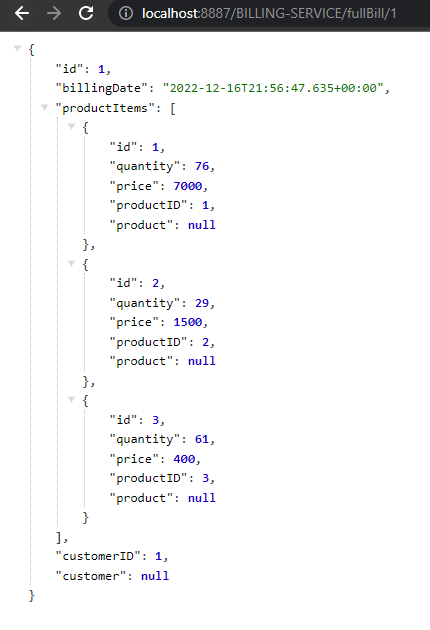 localhost:8887/BILLING-SERVICE/fullBill/1
{
"id": 1,
"billingDate": "2022-12-16T21:56:47.635+00:00",
"productItems": [
{
"id": 1,
"quantity": 76,
"price": 7000,
"productID": 1,
"product": null
},
{
"id": 2,
"quantity": 29,
"price": 1500,
"productID": 2,
"product": null
},
{
"id": 3,
"quantity": 61,
"price": 400,
"productID": 3,
"product": null
}
],
"customerID": 1,
"customer": null
}